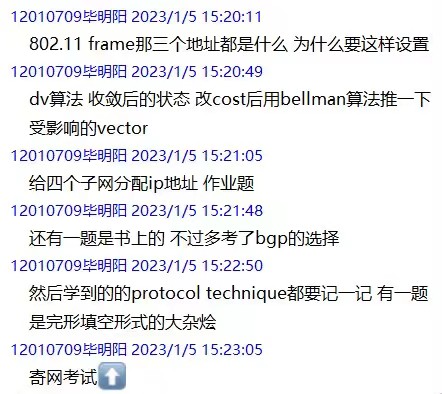 12010709毕明阳 2023/1/5 15:20:11
802.11 frame那三个地址都是什么 为什么要这样设置
12010709毕明阳 2023/1/5 15:20:49
dv算法 收敛后的状态 改cost后用bellman算法推一下
受影响的vector
12010709毕明阳 2023/1/5 15:21:05
给四个子网分配ip地址 作业题
12010709毕明阳 2023/1/5 15:21:48
还有一题是书上的 不过多考了bgp的选择
12010709毕明阳 2023/1/5 15:22:50
然后学到的的protocol technique都要记一记 有一题
是完形填空形式的大杂烩
12010709毕明阳 2023/1/5 15:23:05
寄网考试⬆️